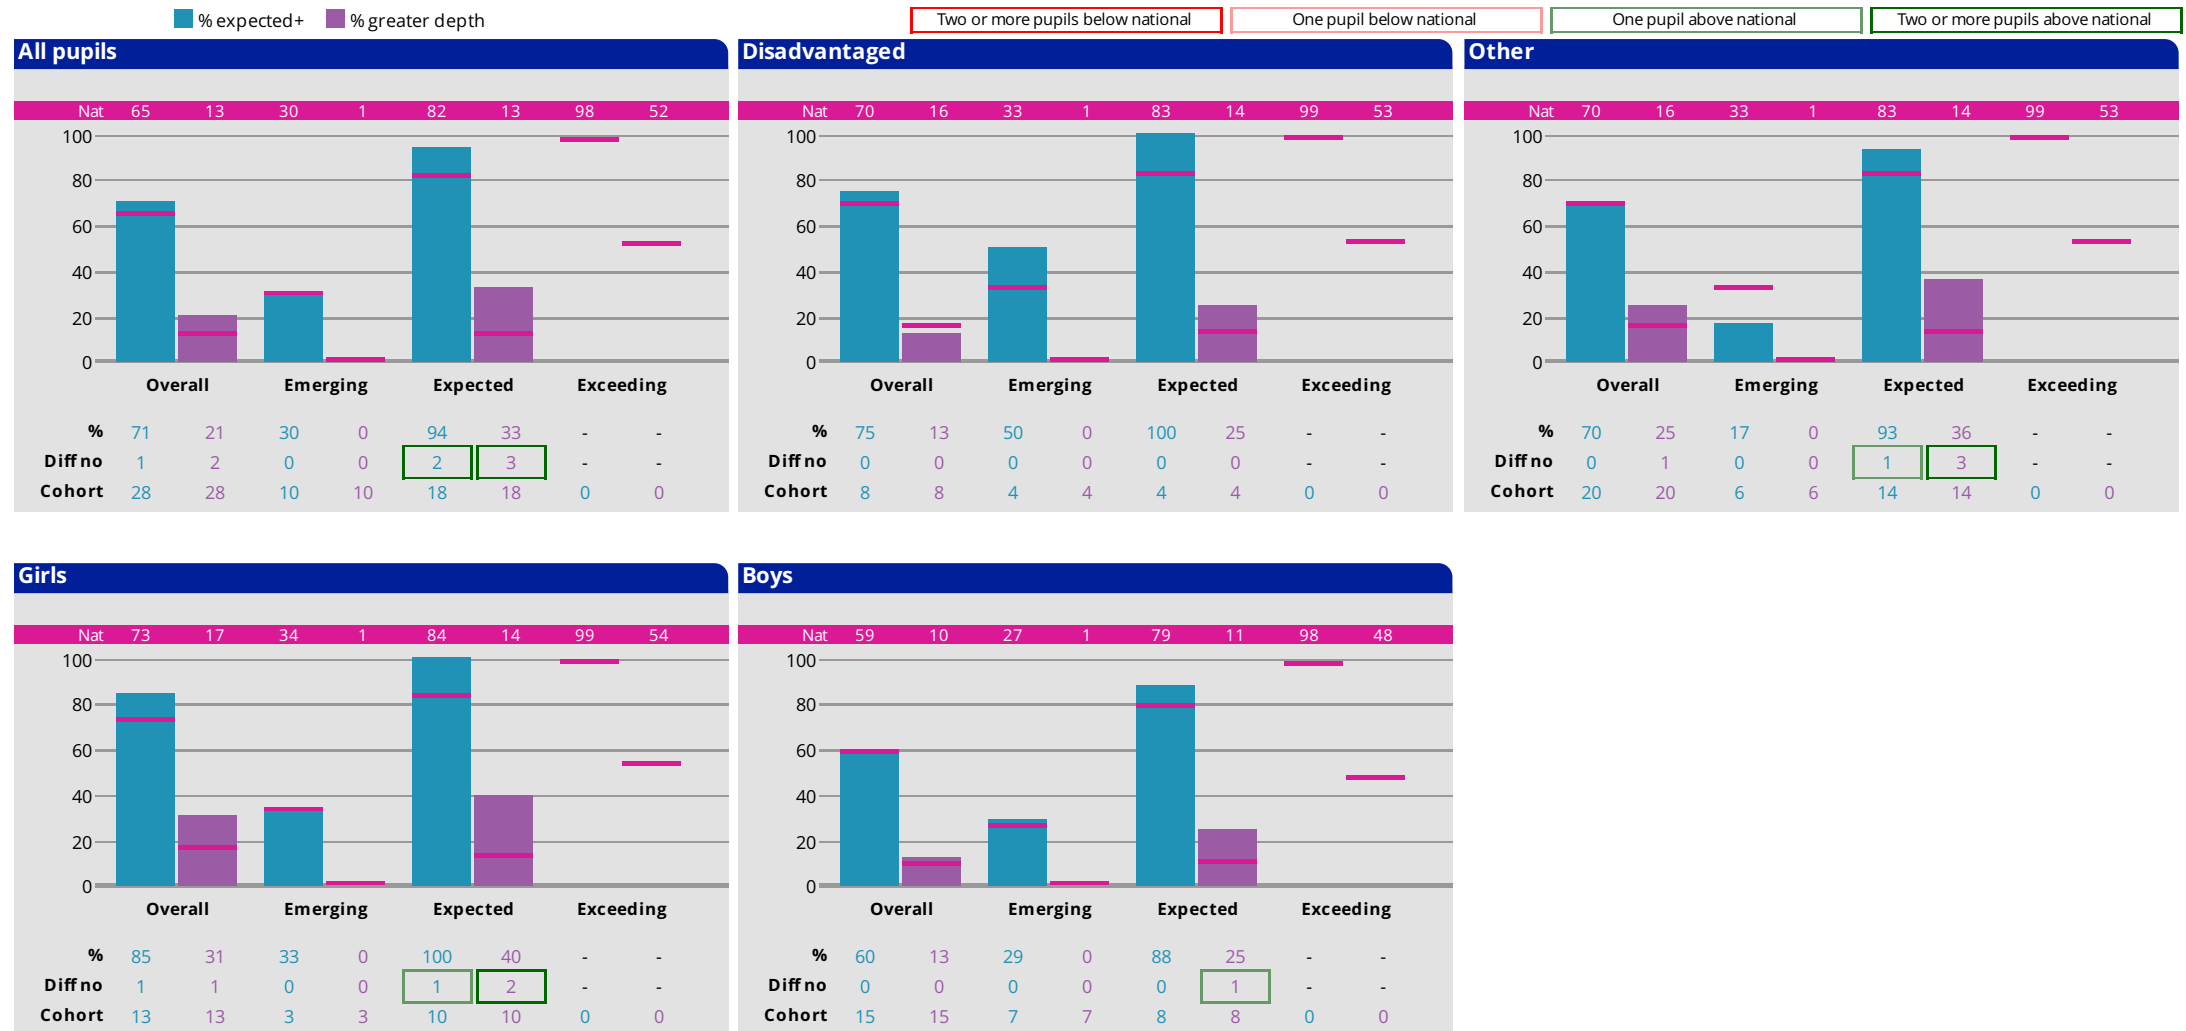 % expected+ % greater depth Two or more pupils below national One pupil below national One pupil above national Two or more pupils above national
All pupils
Nat 65 13 30 1 82 13 98 52
100
80
60
40
20
0
Overall Emerging Expected Exceeding
% 71 21 30 0 94 33 - -
Diff no 1 2 0 0 2 3 - -
Cohort 28 28 10 10 18 18 0 0
Disadvantaged
Nat 70 16 33 1 83 14 99 53
100
80
60
40
20
0
Overall Emerging Expected Exceeding
% 75 13 50 0 100 25 - -
Diff no 0 0 0 0 0 0 - -
Cohort 8 8 4 4 4 4 0 0
Other
Nat 70 16 33 1 83 14 99 53
100
80
60
40
20
0
Overall Emerging Expected Exceeding
% 70 25 17 0 93 36 - -
Diff no 0 1 0 0 1 3 - -
Cohort 20 20 6 6 14 14 0 0
Girls
Nat 73 17 34 1 84 14 99 54
100
80
60
40
20
0
Overall Emerging Expected Exceeding
% 85 31 33 0 100 40 - -
Diff no 1 1 0 0 1 2 - -
Cohort 13 13 3 3 10 10 0 0
Boys
Nat 59 10 27 1 79 11 98 48
100
80
60
40
20
0
Overall Emerging Expected Exceeding
% 60 13 29 0 88 25 - -
Diff no 0 0 0 0 0 1 - -
Cohort 15 15 7 7 8 8 0 0